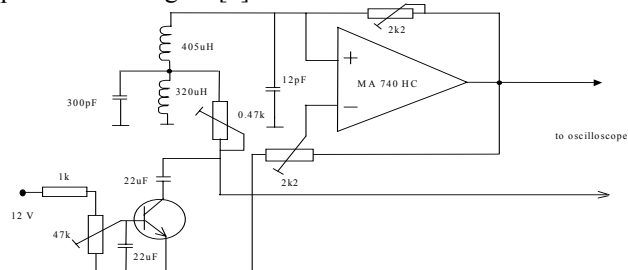 2k2
405uH
+
MA 740 HC
12pF
320uH
300pF
0.47k
−
to oscilloscope
2k2
1k
22uF
12 V
47k
22uF